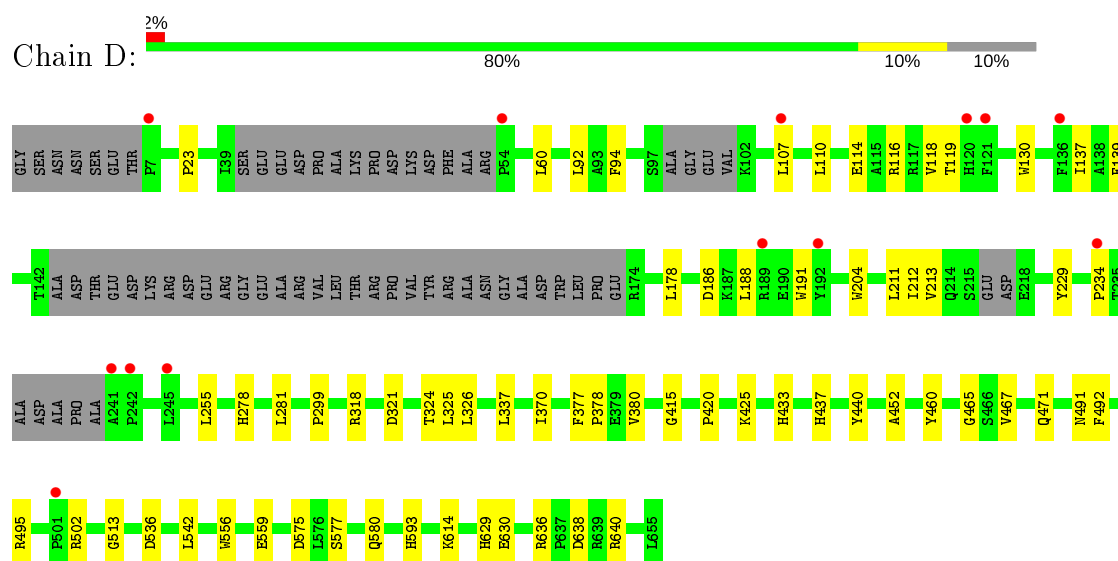 2%
Chain D:
80% 10% 10%
GLY SER ASN ASN SER GLU THR P7 P23 I39 SER GLU GLU ASP PRO ALA LYS PRO ASP LYS ASP PHE ALA ARG P54 L60 L92 A93 F94 S97 ALA GLY GLU VAL K102 L107 L110 E114 A115 R116 R117 V118 T119 H120 F121 W130 F136 I137 A138 E139
T142 ALA ASP THR GLU ASP LYS ARG ASP GLU ARG GLY GLU ALA ARG VAL LEU THR ARG PRO VAL TYR ARG ALA ASN GLY ALA ASP TRP LEU PRO GLU R174 L178 D186 K187 L188 R189 E190 W191 Y192 W204 L211 I212 V213 Q214 S215 GLU ASP E218 Y229 P234 T235
ALA ASP ALA PRO ALA A241 P242 L245 L255 H278 L281 P299 R318 D321 T324 L325 L326 L337 I370 F377 P378 E379 V380 G415 P420 K425 H433 H437 Y440 A452 Y460 G465 S466 V467 Q471 N491 F492
R495 P501 R502 G513 D536 L542 W556 E559 D575 L576 S577 Q580 H593 K614 H629 E630 R636 P637 D638 R639 R640 L655